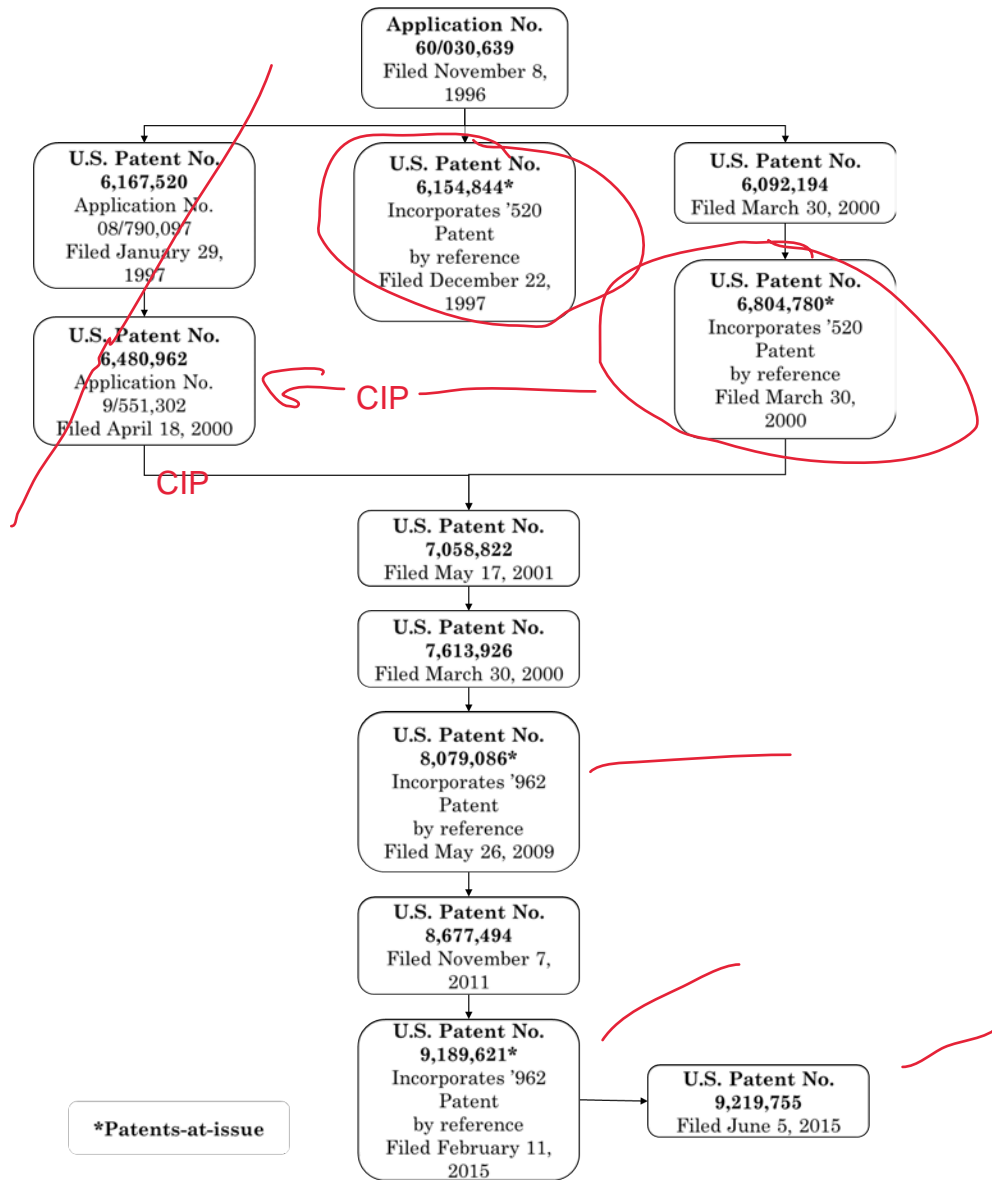 Application No.
60/030,639
Filed November 8,
1996
U.S. Patent No.
6,167,520
Application No.
08/790,097
Filed January 29,
1997
U.S. Patent No.
6,154,844*
Incorporates '520
Patent
by reference
Filed December 22,
1997
U.S. Patent No.
6,092,194
Filed March 30, 2000
U.S. Patent No.
6,480,962
Application No.
9/551,302
Filed April 18, 2000
CIP
U.S. Patent No.
6,804,780*
Incorporates '520
Patent
by reference
Filed March 30,
2000
CIP
U.S. Patent No.
7,058,822
Filed May 17, 2001
U.S. Patent No.
7,613,926
Filed March 30, 2000
U.S. Patent No.
8,079,086*
Incorporates '962
Patent
by reference
Filed May 26, 2009
U.S. Patent No.
8,677,494
Filed November 7,
2011
U.S. Patent No.
9,189,621*
Incorporates '962
Patent
by reference
Filed February 11,
2015
U.S. Patent No.
9,219,755
Filed June 5, 2015
*Patents-at-issue